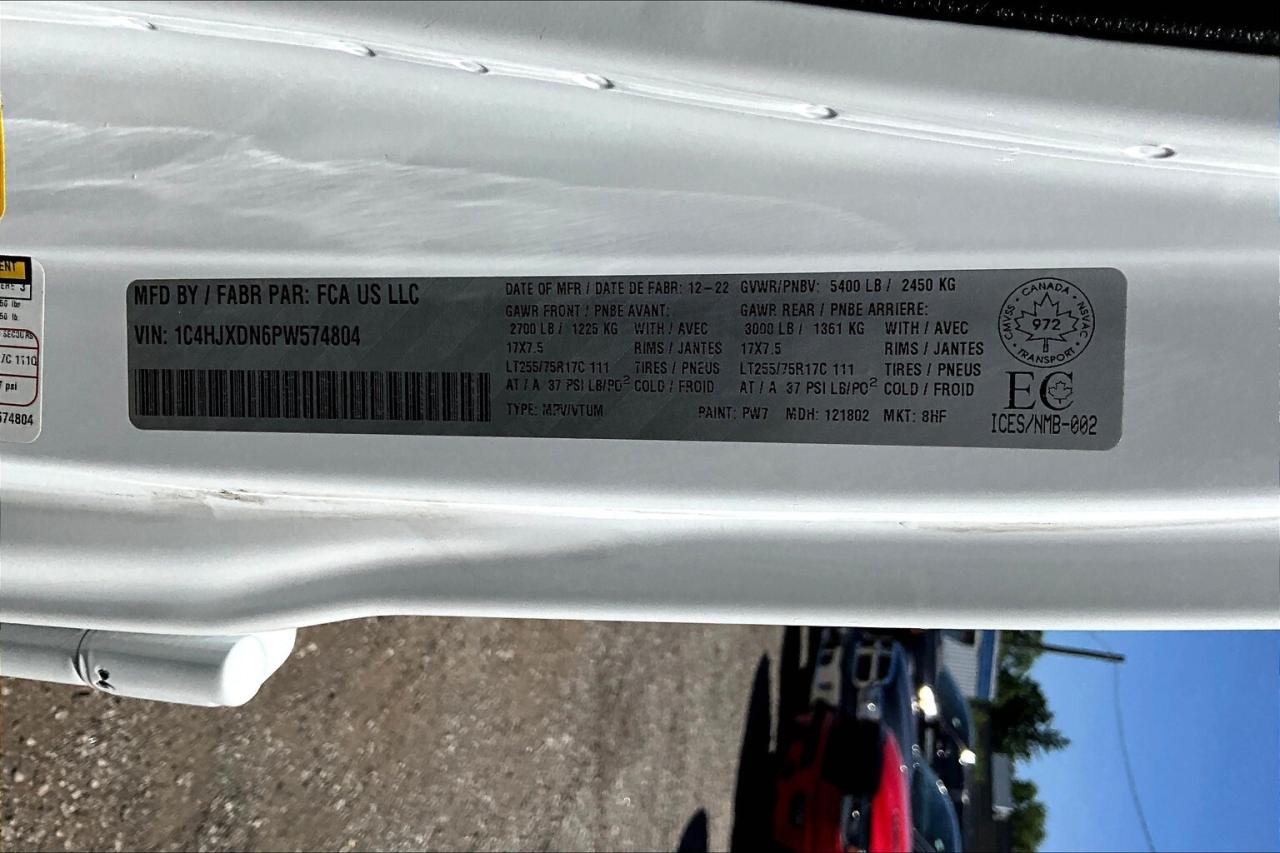 MFD BY / FABR PAR: FCA US LLC
VIN: 1C4HJXDN6PW574804
DATE OF MFR / DATE DE FABR: 12-22
GVWR/PNBV: 5400 LB / 2450 KG
GAWR FRONT / PNBE AVANT:
2700 LB / 1225 KG WITH / AVEC
17X7.5 RIMS / JANTES
LT255/75R17C 111 TIRES / PNEUS
AT / A 37 PSI LB/PO² COLD / FROID
GAWR REAR / PNBE ARRIERE:
3000 LB / 1361 KG WITH / AVEC
17X7.5 RIMS / JANTES
LT255/75R17C 111 TIRES / PNEUS
AT / A 37 PSI LB/PO² COLD / FROID
TYPE: MPV/VTUM PAINT: PW7 MDH: 121802 MKT: 8HF
CANADA
CMVSS 972 NSVAC
TRANSPORT
EC
ICES/NMB-002
7 psi
574804